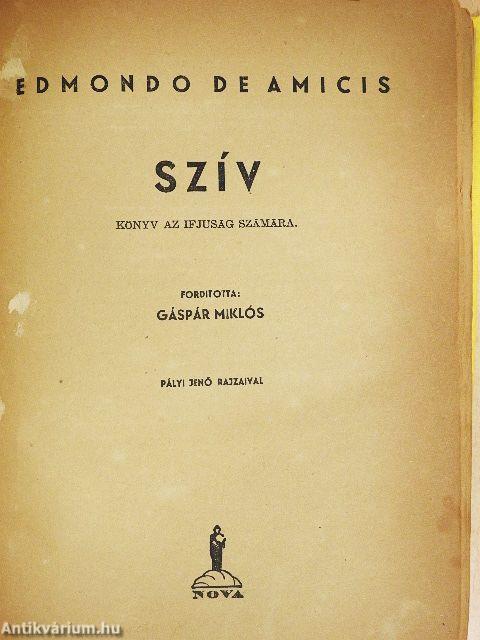 EDMONDO DE AMICIS
SZÍV
KÖNYV AZ IFJUSÁG SZÁMÁRA.
FORDITOTTA:
GÁSPÁR MIKLÓS
PÁLYI JENŐ RAJZAIVAL
NOVA
Antikvárium.hu